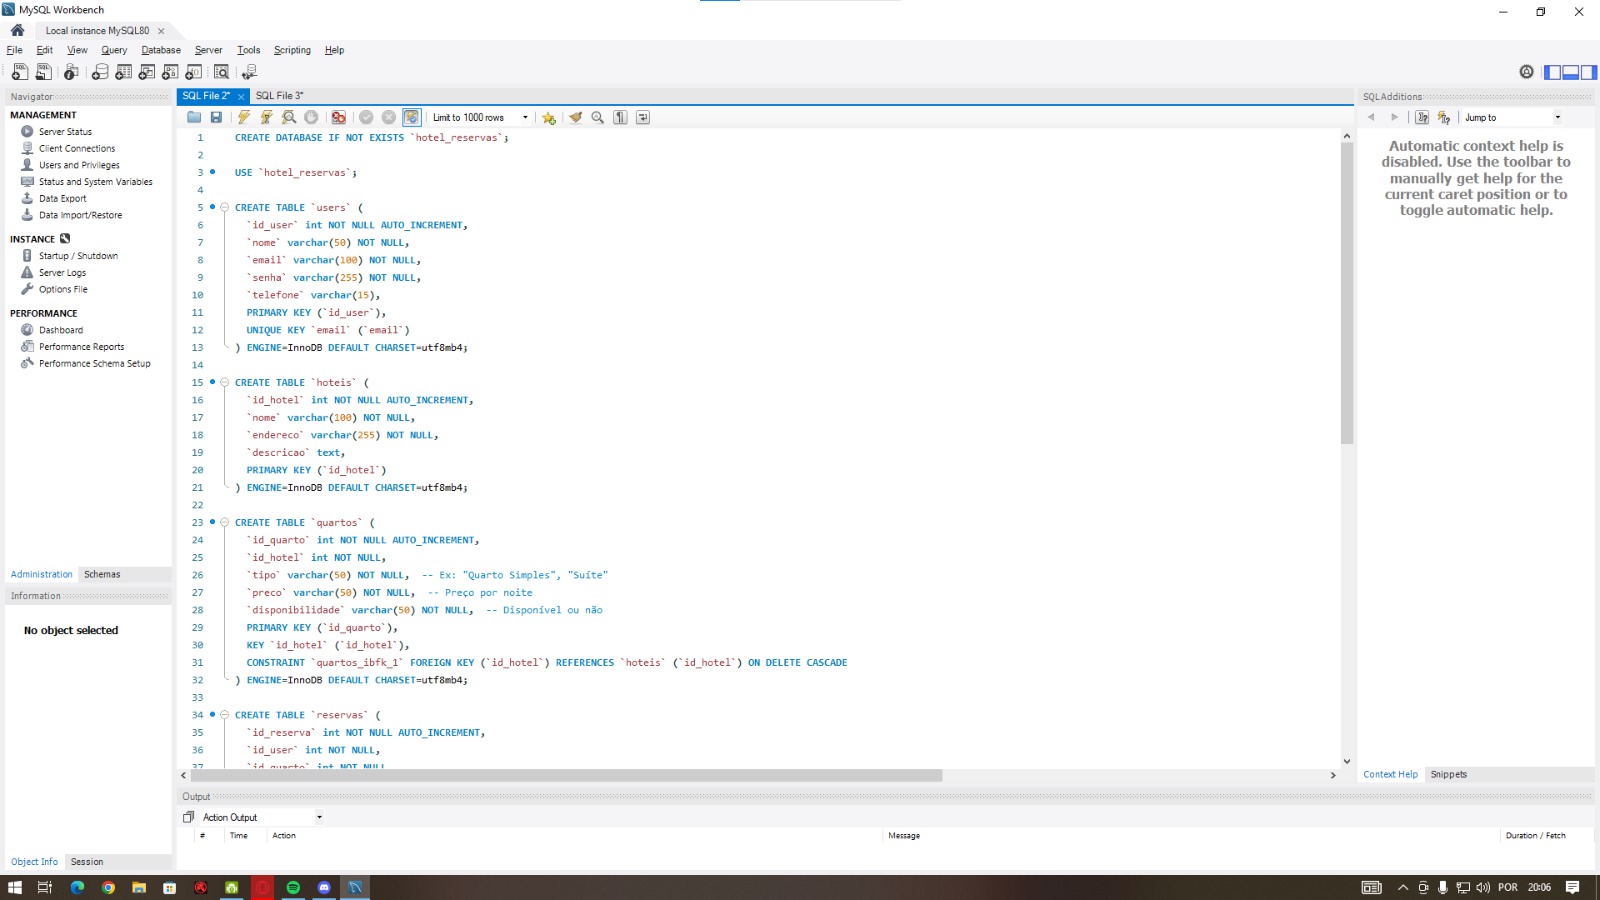 MySQL Workbench
Local instance MySQL80
File Edit View Query Database Server Tools Scripting Help
Navigator
MANAGEMENT
Server Status
Client Connections
Users and Privileges
Status and System Variables
Data Export
Data Import/Restore
INSTANCE
Startup / Shutdown
Server Logs
Options File
PERFORMANCE
Dashboard
Performance Reports
Performance Schema Setup
Administration Schemas
Information
No object selected
Object Info Session
SQL File 2* SQL File 3*
Limit to 1000 rows
1 CREATE DATABASE IF NOT EXISTS `hotel_reservas`;
2
3 USE `hotel_reservas`;
4
5 CREATE TABLE `users` (
6 `id_user` int NOT NULL AUTO_INCREMENT,
7 `nome` varchar(50) NOT NULL,
8 `email` varchar(100) NOT NULL,
9 `senha` varchar(255) NOT NULL,
10 `telefone` varchar(15),
11 PRIMARY KEY (`id_user`),
12 UNIQUE KEY `email` (`email`)
13 ) ENGINE=InnoDB DEFAULT CHARSET=utf8mb4;
14
15 CREATE TABLE `hoteis` (
16 `id_hotel` int NOT NULL AUTO_INCREMENT,
17 `nome` varchar(100) NOT NULL,
18 `endereco` varchar(255) NOT NULL,
19 `descricao` text,
20 PRIMARY KEY (`id_hotel`)
21 ) ENGINE=InnoDB DEFAULT CHARSET=utf8mb4;
22
23 CREATE TABLE `quartos` (
24 `id_quarto` int NOT NULL AUTO_INCREMENT,
25 `id_hotel` int NOT NULL,
26 `tipo` varchar(50) NOT NULL, -- Ex: "Quarto Simples", "Suíte"
27 `preco` varchar(50) NOT NULL, -- Preço por noite
28 `disponibilidade` varchar(50) NOT NULL, -- Disponível ou não
29 PRIMARY KEY (`id_quarto`),
30 KEY `id_hotel` (`id_hotel`),
31 CONSTRAINT `quartos_ibfk_1` FOREIGN KEY (`id_hotel`) REFERENCES `hoteis` (`id_hotel`) ON DELETE CASCADE
32 ) ENGINE=InnoDB DEFAULT CHARSET=utf8mb4;
33
34 CREATE TABLE `reservas` (
35 `id_reserva` int NOT NULL AUTO_INCREMENT,
36 `id_user` int NOT NULL,
37 `id_quarto` int NOT NULL
Output
Action Output
# Time Action Message Duration / Fetch
SQLAdditions
Jump to
Automatic context help is
disabled. Use the toolbar to
manually get help for the
current caret position or to
toggle automatic help.
Context Help Snippets
POR 20:06